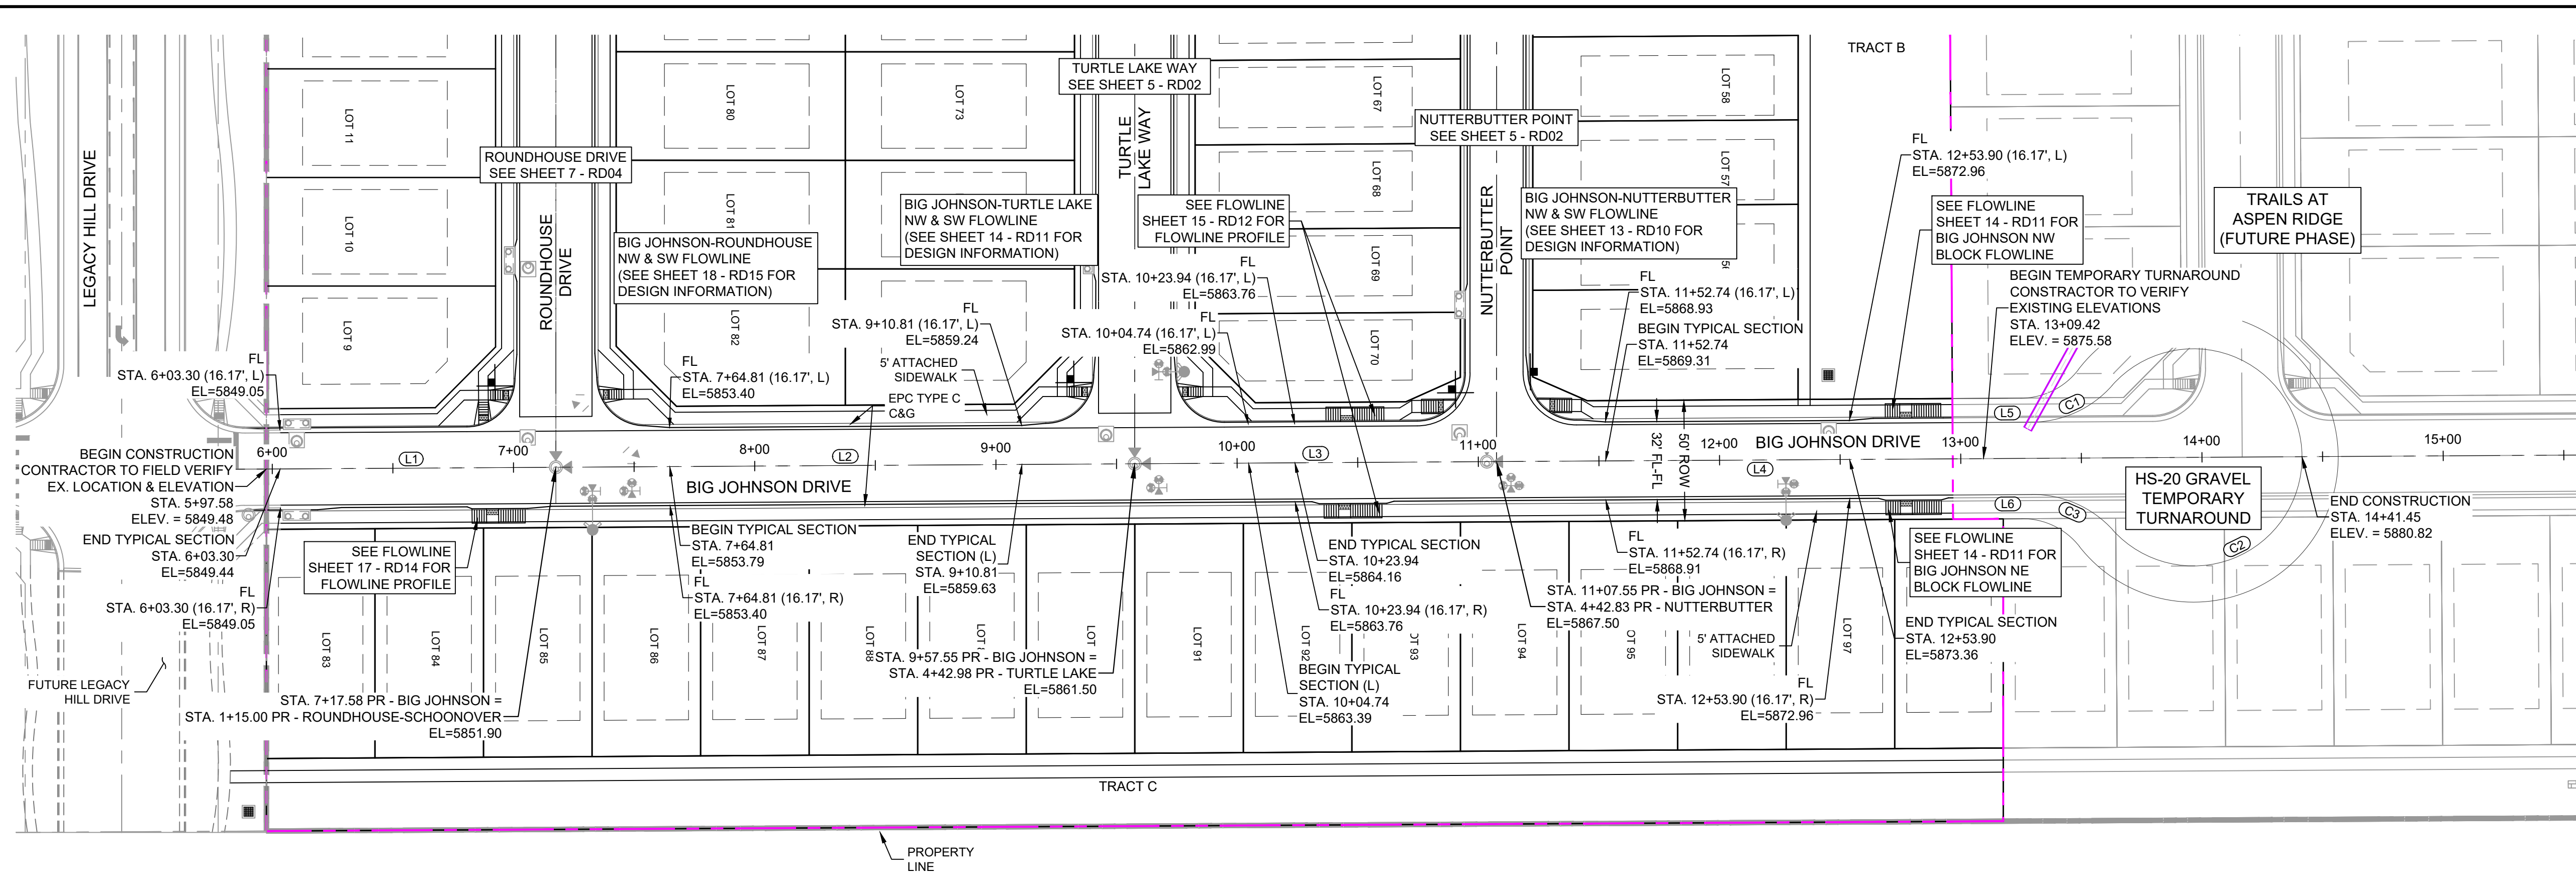 TRACT B
TURTLE LAKE WAY
SEE SHEET 5 - RD02
NUTTERBUTTER POINT
SEE SHEET 5 - RD02
ROUNDHOUSE DRIVE
SEE SHEET 7 - RD04
LEGACY HILL DRIVE
LOT 11
LOT 10
LOT 9
ROUNDHOUSE
DRIVE
LOT 80
LOT 81
LOT 82
LOT 73
TURTLE
LAKE WAY
LOT 67
LOT 68
LOT 69
LOT 70
NUTTERBUTTER
POINT
LOT 58
LOT 57
BIG JOHNSON-ROUNDHOUSE
NW & SW FLOWLINE
(SEE SHEET 18 - RD15 FOR
DESIGN INFORMATION)
BIG JOHNSON-TURTLE LAKE
NW & SW FLOWLINE
(SEE SHEET 14 - RD11 FOR
DESIGN INFORMATION)
SEE FLOWLINE
SHEET 15 - RD12 FOR
FLOWLINE PROFILE
BIG JOHNSON-NUTTERBUTTER
NW & SW FLOWLINE
(SEE SHEET 13 - RD10 FOR
DESIGN INFORMATION)
FL
STA. 12+53.90 (16.17', L)
EL=5872.96
SEE FLOWLINE
SHEET 14 - RD11 FOR
BIG JOHNSON NW
BLOCK FLOWLINE
TRAILS AT
ASPEN RIDGE
(FUTURE PHASE)
BEGIN TEMPORARY TURNAROUND
CONSTRACTOR TO VERIFY
EXISTING ELEVATIONS
STA. 13+09.42
ELEV. = 5875.58
FL
STA. 6+03.30 (16.17', L)
EL=5849.05
FL
STA. 7+64.81 (16.17', L)
EL=5853.40
FL
STA. 9+10.81 (16.17', L)
EL=5859.24
5' ATTACHED
SIDEWALK
EPC TYPE C
C&G
FL
STA. 10+23.94 (16.17', L)
EL=5863.76
FL
STA. 10+04.74 (16.17', L)
EL=5862.99
FL
STA. 11+52.74 (16.17', L)
EL=5868.93
BEGIN TYPICAL SECTION
STA. 11+52.74
EL=5869.31
6+00
7+00
8+00
9+00
10+00
11+00
12+00
13+00
14+00
15+00
L1
L2
L3
L4
L5
L6
C1
C2
C3
32' FL-FL
50' ROW
BIG JOHNSON DRIVE
BIG JOHNSON DRIVE
BEGIN CONSTRUCTION
CONTRACTOR TO FIELD VERIFY
EX. LOCATION & ELEVATION
STA. 5+97.58
ELEV. = 5849.48
END TYPICAL SECTION
STA. 6+03.30
EL=5849.44
FL
STA. 6+03.30 (16.17', R)
EL=5849.05
SEE FLOWLINE
SHEET 17 - RD14 FOR
FLOWLINE PROFILE
BEGIN TYPICAL SECTION
STA. 7+64.81
EL=5853.79
FL
STA. 7+64.81 (16.17', R)
EL=5853.40
END TYPICAL
SECTION (L)
STA. 9+10.81
EL=5859.63
END TYPICAL SECTION
STA. 10+23.94
EL=5864.16
FL
STA. 10+23.94 (16.17', R)
EL=5863.76
FL
STA. 11+52.74 (16.17', R)
EL=5868.91
STA. 11+07.55 PR - BIG JOHNSON =
STA. 4+42.83 PR - NUTTERBUTTER
EL=5867.50
5' ATTACHED
SIDEWALK
SEE FLOWLINE
SHEET 14 - RD11 FOR
BIG JOHNSON NE
BLOCK FLOWLINE
END TYPICAL SECTION
STA. 12+53.90
EL=5873.36
HS-20 GRAVEL
TEMPORARY
TURNAROUND
END CONSTRUCTION
STA. 14+41.45
ELEV. = 5880.82
LOT 83
LOT 84
LOT 85
LOT 86
LOT 87
LOT 88
LOT 91
LOT 92
LOT 94
LOT 97
STA. 9+57.55 PR - BIG JOHNSON =
STA. 4+42.98 PR - TURTLE LAKE
EL=5861.50
STA. 7+17.58 PR - BIG JOHNSON =
STA. 1+15.00 PR - ROUNDHOUSE-SCHOONOVER
EL=5851.90
BEGIN TYPICAL
SECTION (L)
STA. 10+04.74
EL=5863.39
FL
STA. 12+53.90 (16.17', R)
EL=5872.96
FUTURE LEGACY
HILL DRIVE
TRACT C
PROPERTY
LINE